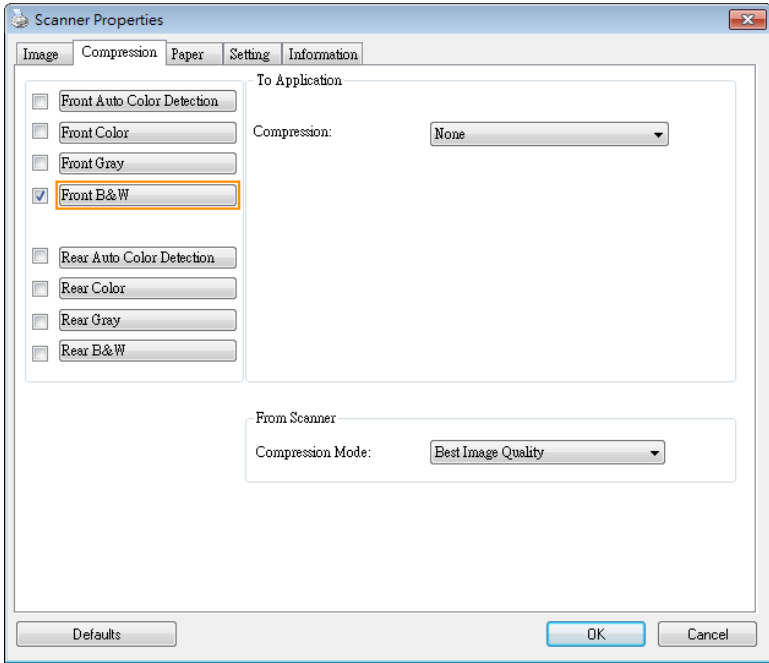 Scanner Properties
Image Compression Paper Setting Information
Front Auto Color Detection
Front Color
Front Gray
Front B&W
Rear Auto Color Detection
Rear Color
Rear Gray
Rear B&W
To Application
Compression: None
From Scanner
Compression Mode: Best Image Quality
Defaults OK Cancel